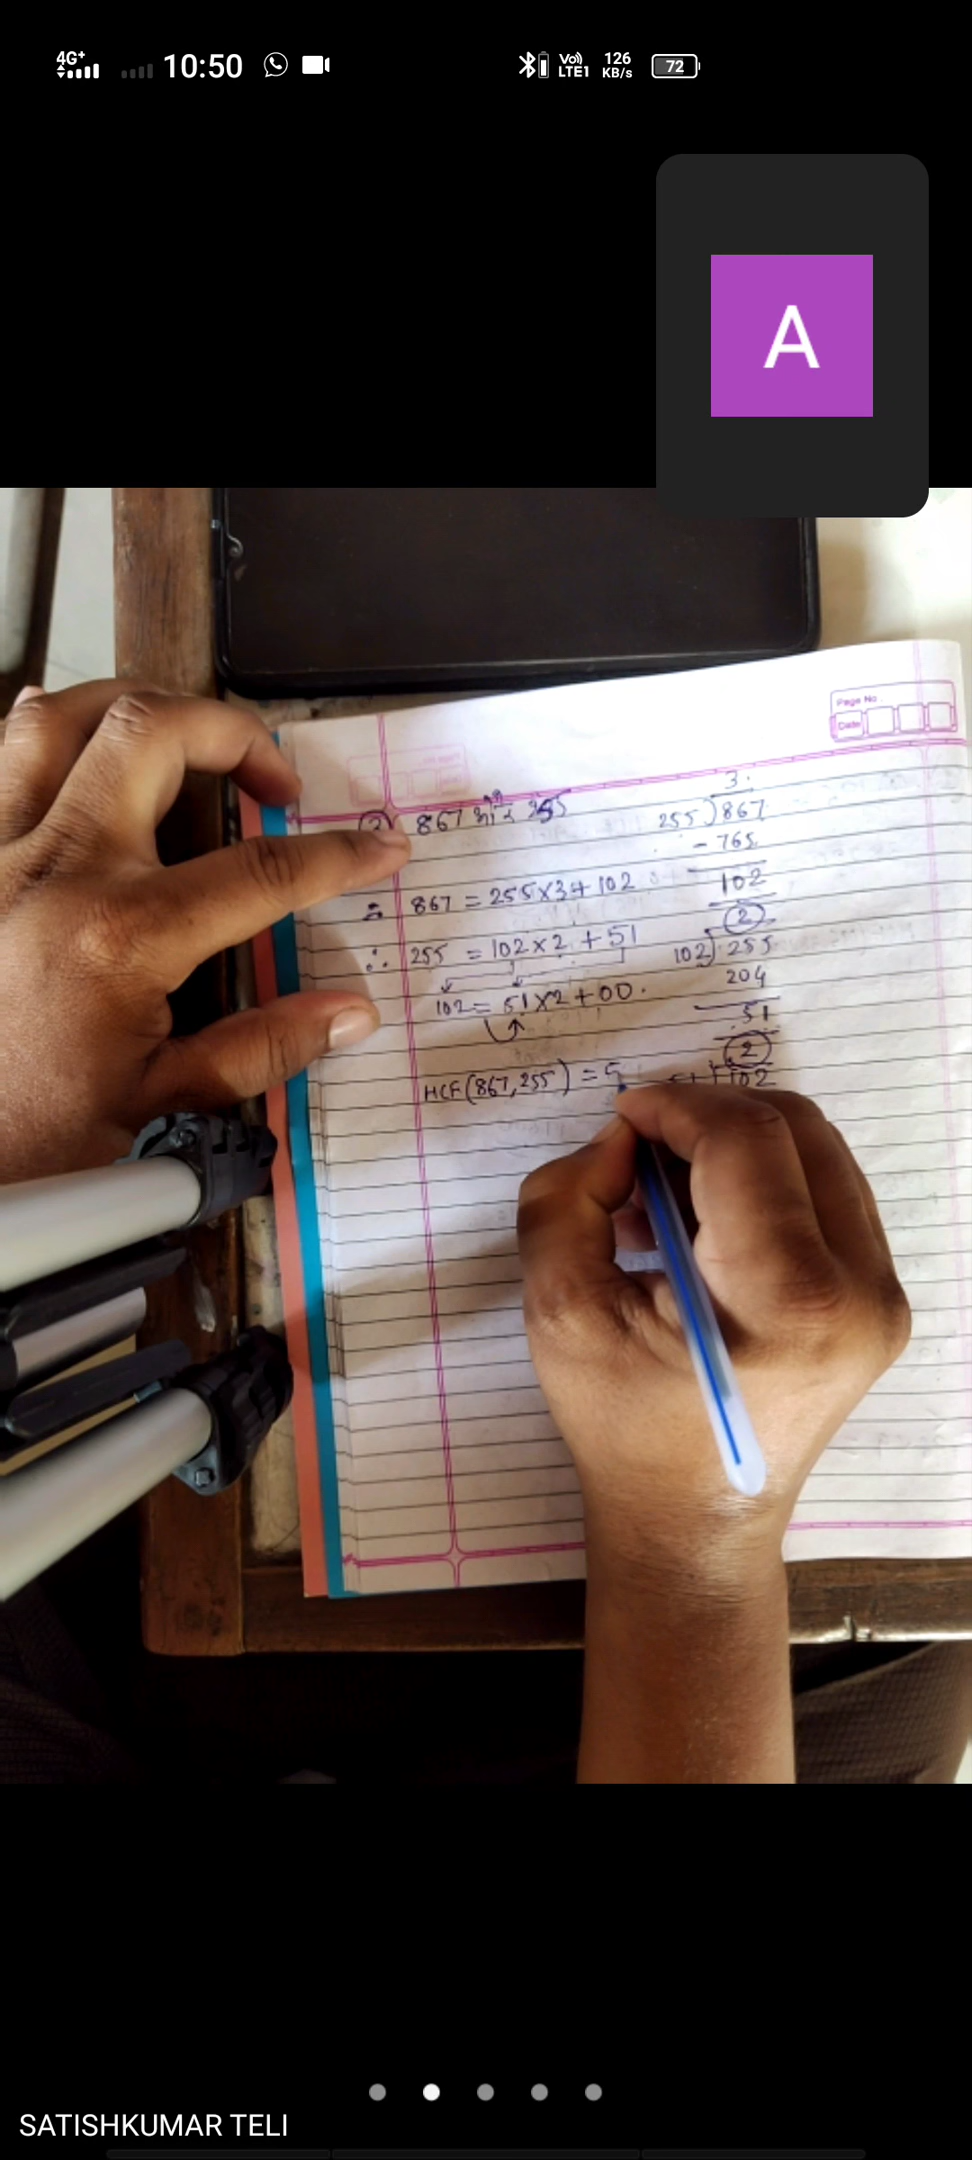 4G+
10:50
Vo)
LTE1
126
KB/s
72
A
Page No
Date
867 और 255
∴ 867 = 255×3+102
∴ 255 = 102×2 + 51
102 = 51×2+00.
HCF(867,255) = 5
3
255)867
- 765
102
2
102)255
204
51
2
51)102
SATISHKUMAR TELI